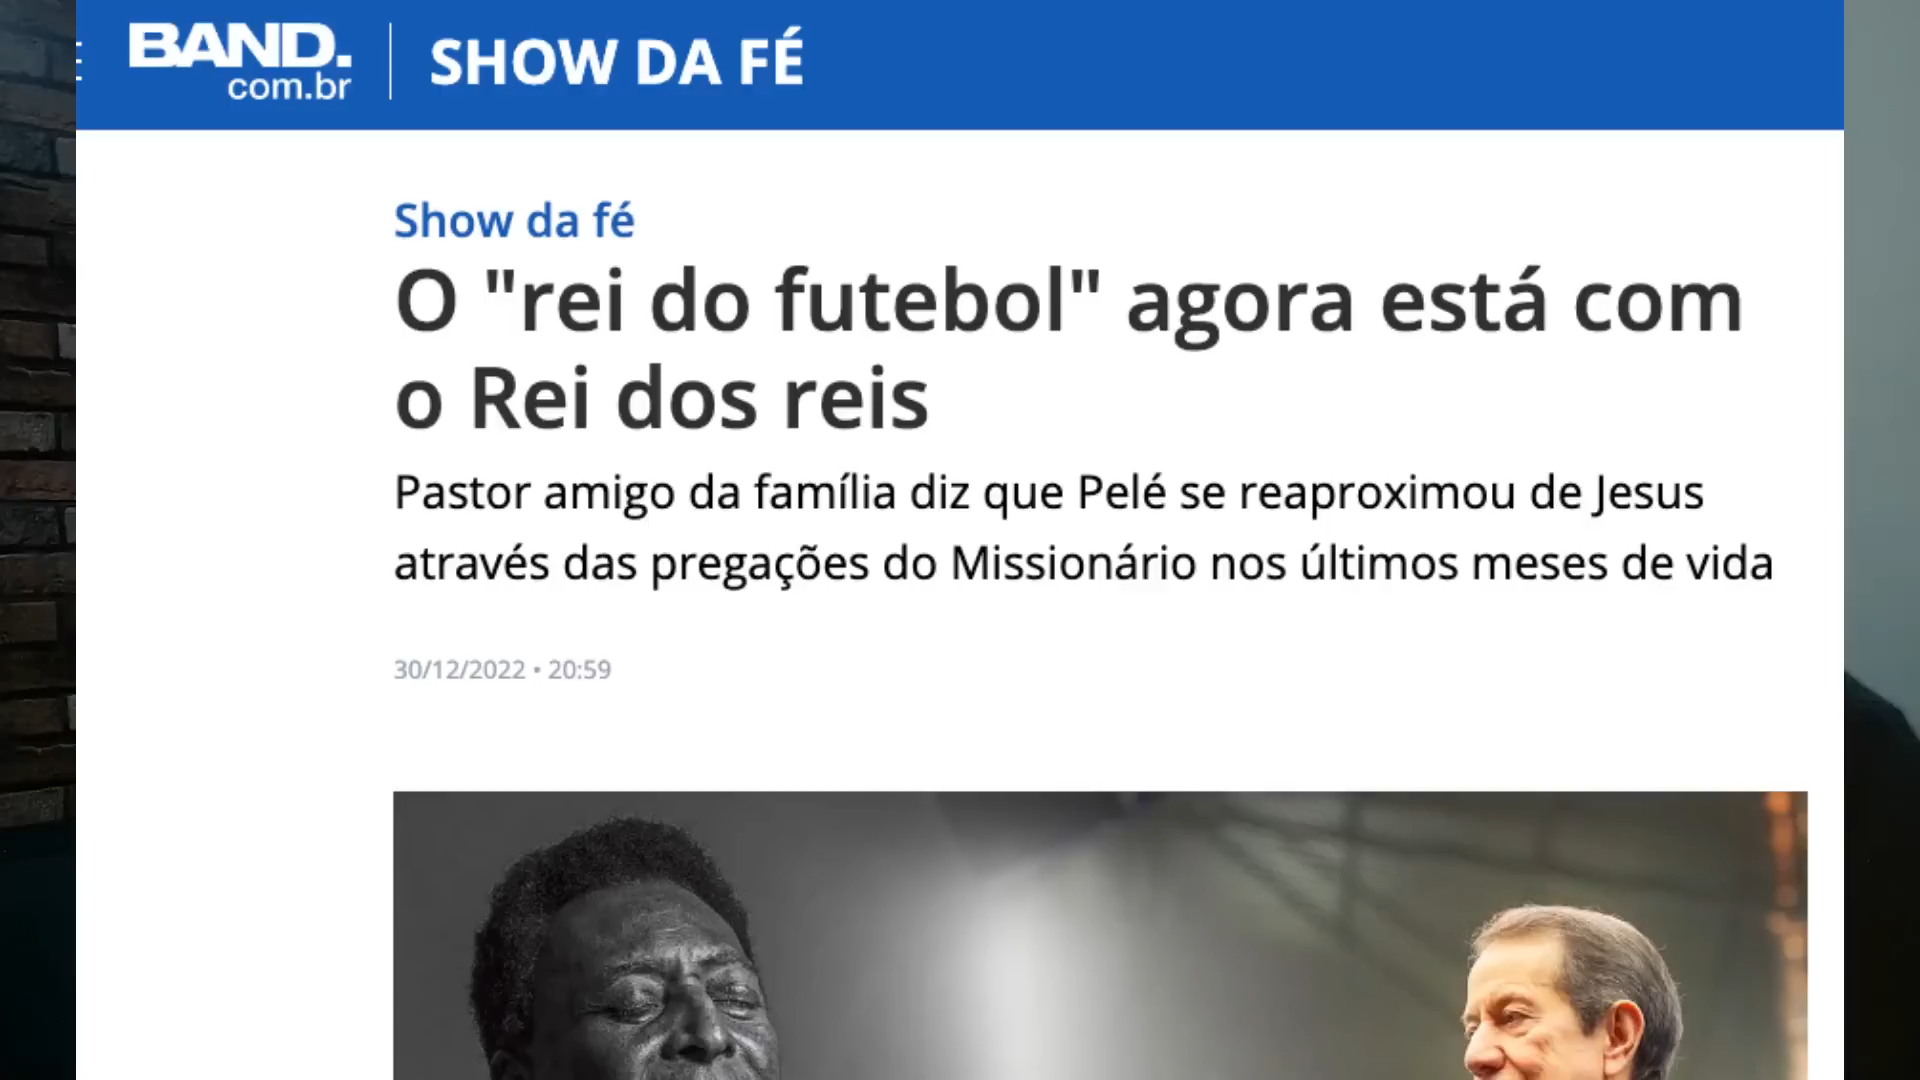 BAND.
com.br
SHOW DA FÉ
Show da fé
O "rei do futebol" agora está com
o Rei dos reis
Pastor amigo da família diz que Pelé se reaproximou de Jesus
através das pregações do Missionário nos últimos meses de vida
30/12/2022 • 20:59